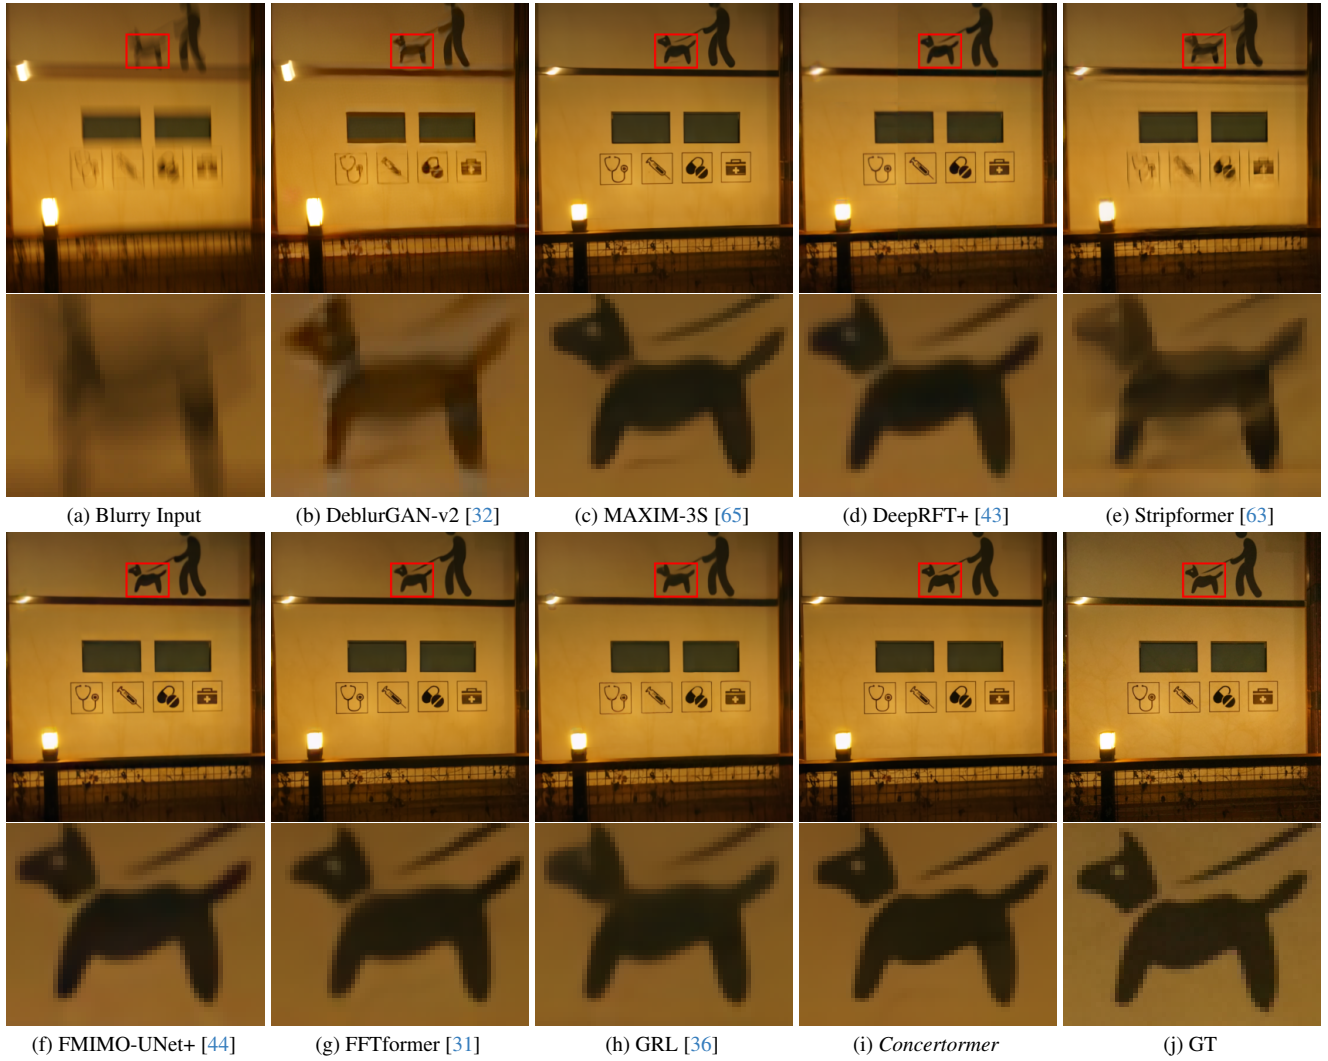 (a) Blurry Input
(b) DeblurGAN-v2 [32]
(c) MAXIM-3S [65]
(d) DeepRFT+ [43]
(e) Stripformer [63]
(f) FMIMO-UNet+ [44]
(g) FFTformer [31]
(h) GRL [36]
(i) Concertormer
(j) GT